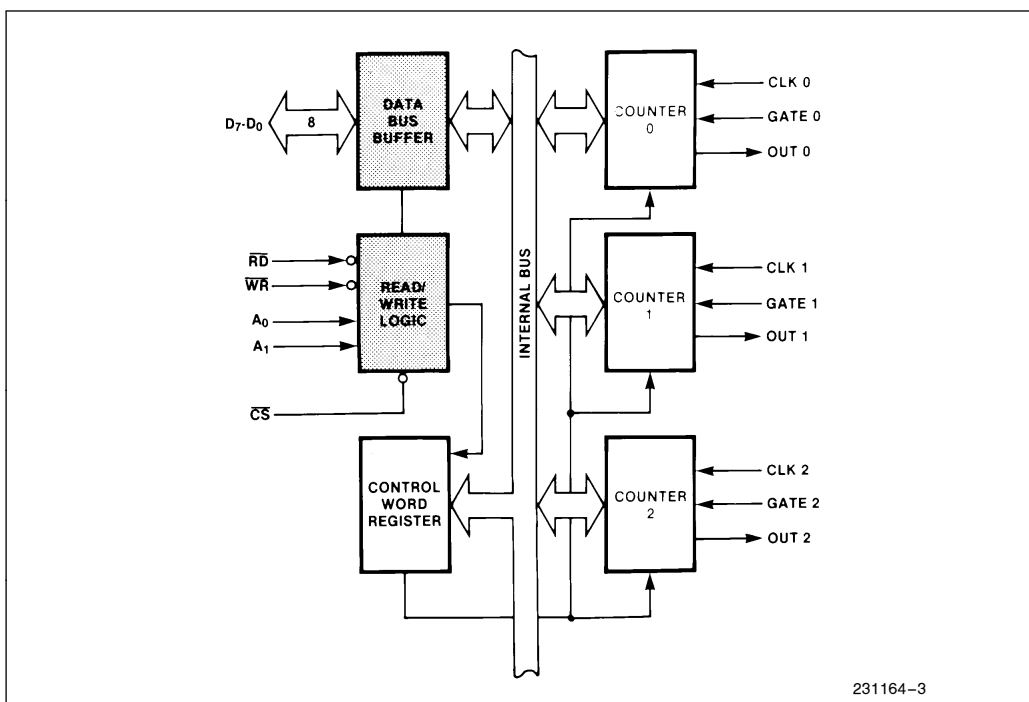 DATA
BUS
BUFFER
D7-D0
8
RD
WR
A0
A1
CS
READ/
WRITE
LOGIC
CONTROL
WORD
REGISTER
INTERNAL BUS
COUNTER
0
CLK 0
GATE 0
OUT 0
COUNTER
1
CLK 1
GATE 1
OUT 1
COUNTER
2
CLK 2
GATE 2
OUT 2
231164–3